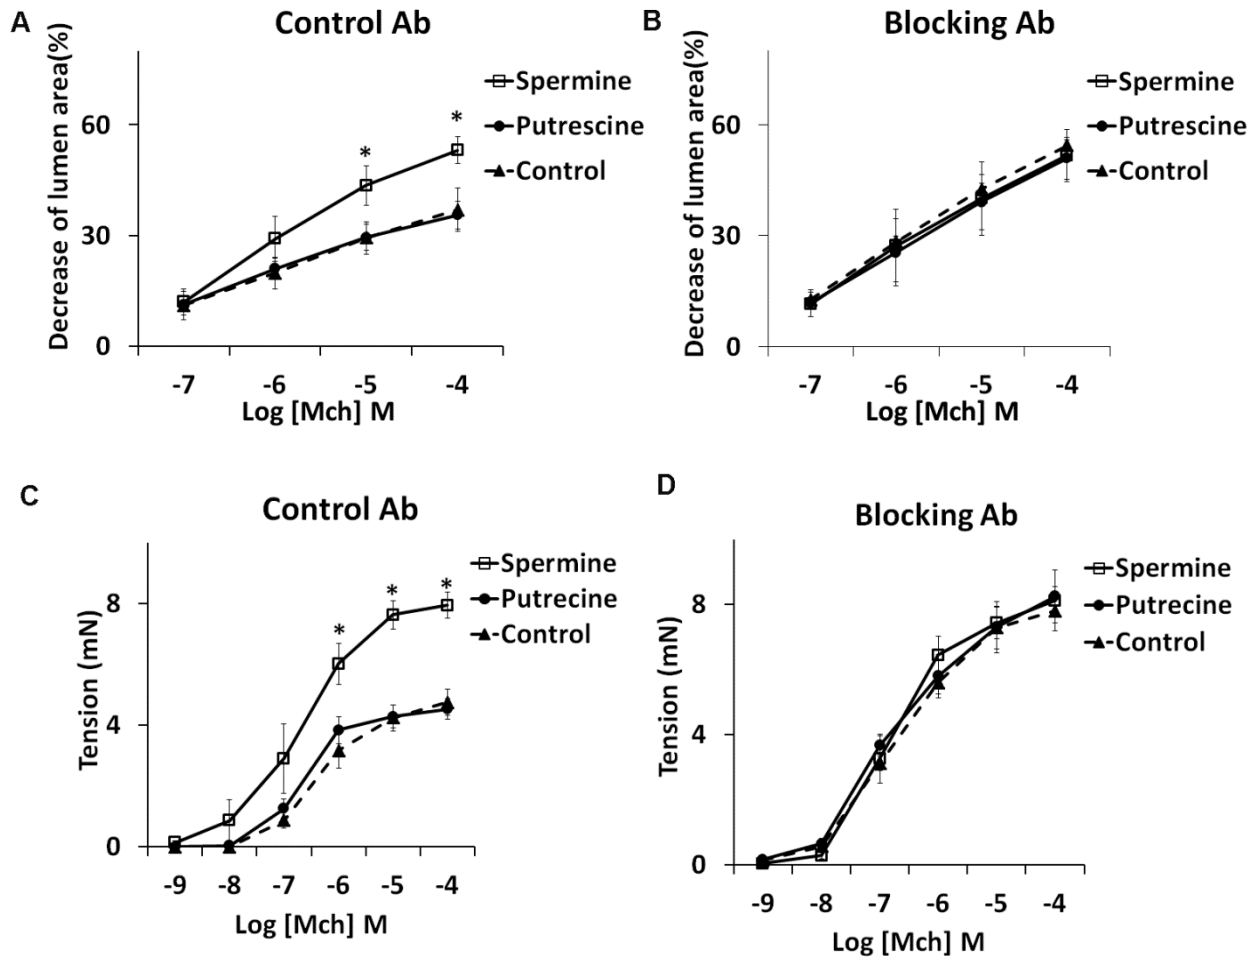 A
Control Ab
Decrease of lumen area(%)
60
30
0
-7 -6 -5 -4
Log [Mch] M
Spermine
Putrescine
Control
*
*
B
Blocking Ab
Decrease of lumen area(%)
60
30
0
-7 -6 -5 -4
Log [Mch] M
Spermine
Putrescine
Control
C
Control Ab
Tension (mN)
8
4
0
-9 -8 -7 -6 -5 -4
Log [Mch] M
Spermine
Putrecine
Control
*
*
*
D
Blocking Ab
Tension (mN)
8
4
0
-9 -8 -7 -6 -5 -4
Log [Mch] M
Spermine
Putrecine
Control